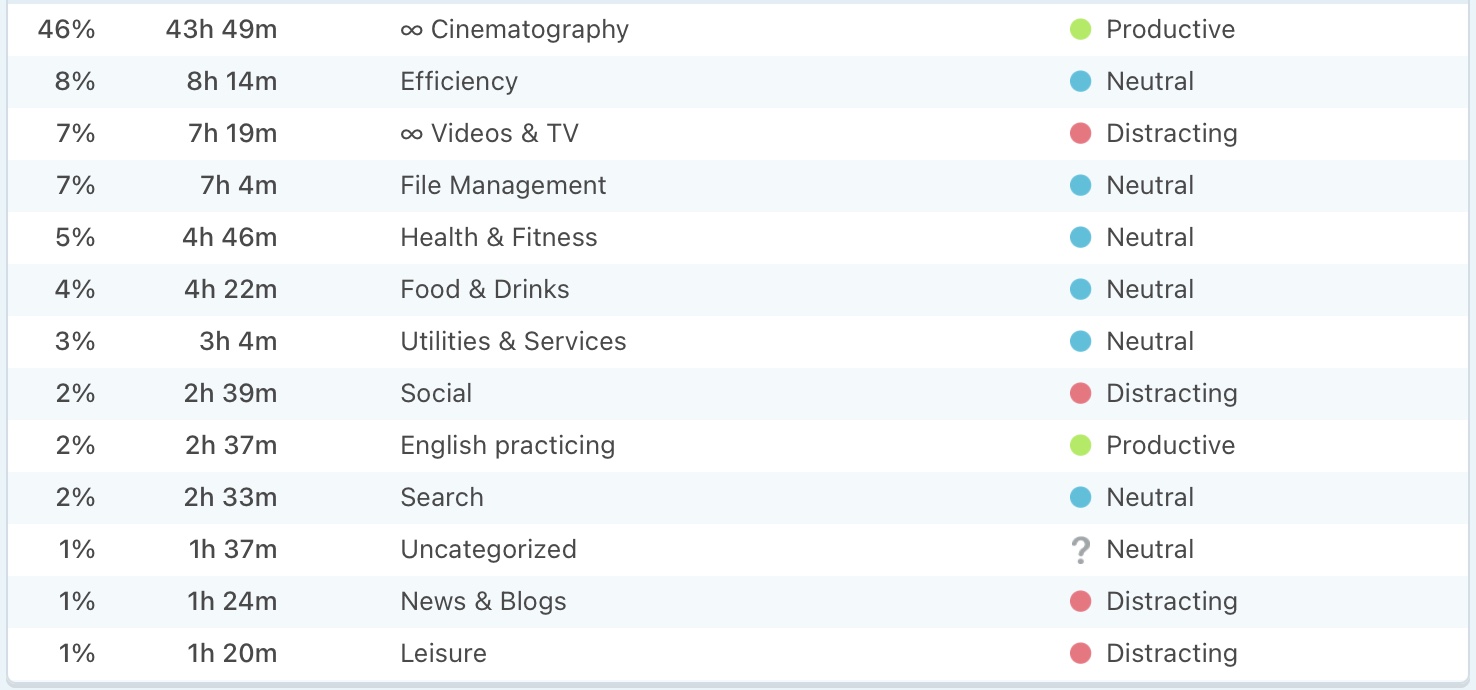 46% 43h 49m ∞ Cinematography Productive
8% 8h 14m Efficiency Neutral
7% 7h 19m ∞ Videos & TV Distracting
7% 7h 4m File Management Neutral
5% 4h 46m Health & Fitness Neutral
4% 4h 22m Food & Drinks Neutral
3% 3h 4m Utilities & Services Neutral
2% 2h 39m Social Distracting
2% 2h 37m English practicing Productive
2% 2h 33m Search Neutral
1% 1h 37m Uncategorized ? Neutral
1% 1h 24m News & Blogs Distracting
1% 1h 20m Leisure Distracting